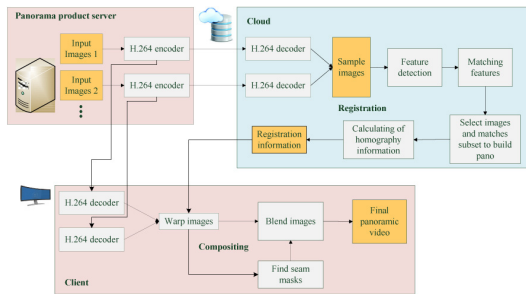 Panorama product server
Input
Images 1
H.264 encoder
Input
Images 2
H.264 encoder
Cloud
H.264 decoder
H.264 decoder
Sample
images
Feature
detection
Matching
features
Registration
Registration
information
Calculating of
homography
information
Select images
and matches
subset to build
pano
H.264 decoder
H.264 decoder
Warp images
Blend images
Final
panoramic
video
Compositing
Find seam
masks
Client